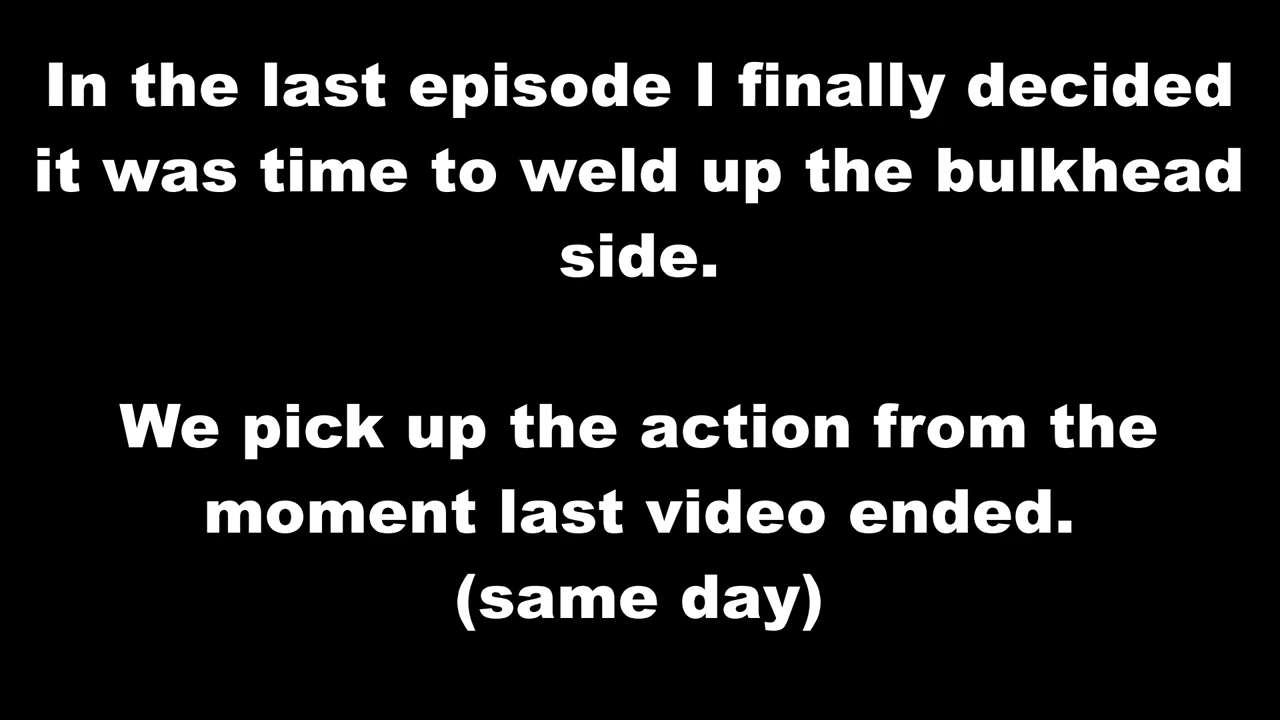 In the last episode I finally decided
it was time to weld up the bulkhead
side.
We pick up the action from the
moment last video ended.
(same day)